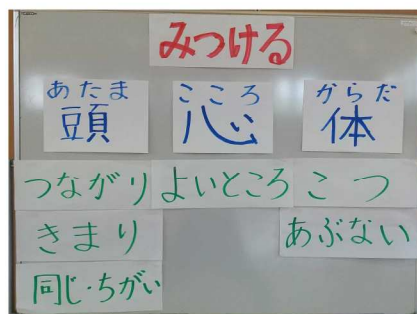 みつける
あたま こころ からだ
頭 心 体
つながり よいところ こつ
きまり あぶない
同じ・ちがい